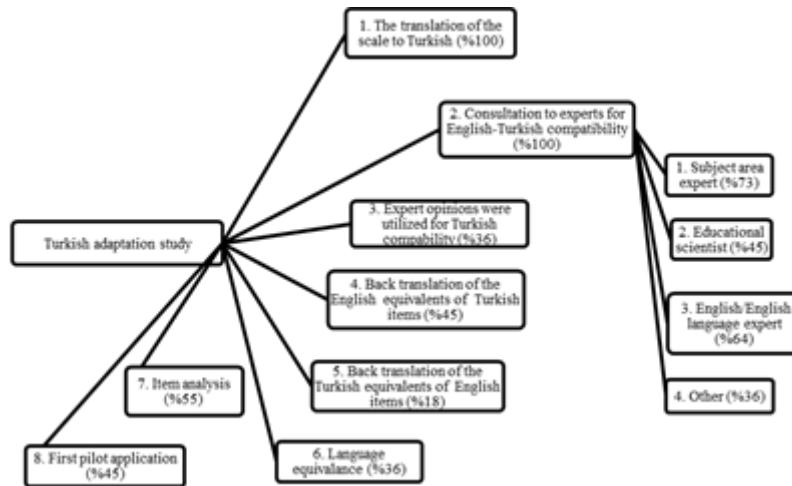 1. The translation of the
scale to Turkish (%100)
2. Consultation to experts for
English-Turkish compatibility
(%100)
1. Subject area
expert (%73)
3. Expert opinions were
utilized for Turkish
compability (%36)
Turkish adaptation study
2. Educational
scientist (%45)
4. Back translation of the
English equivalents of Turkish
items (%45)
3. English/English
language expert
(%64)
5. Back translation of the
Turkish equivalents of English
items (%18)
7. Item analysis
(%55)
4. Other (%36)
8. First pilot application
(%45)
6. Language
equivalance (%36)